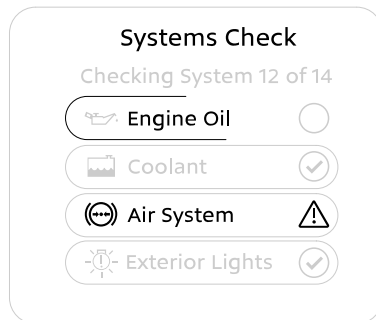 Systems Check
Checking System 12 of 14
Engine Oil
Coolant
Air System
Exterior Lights